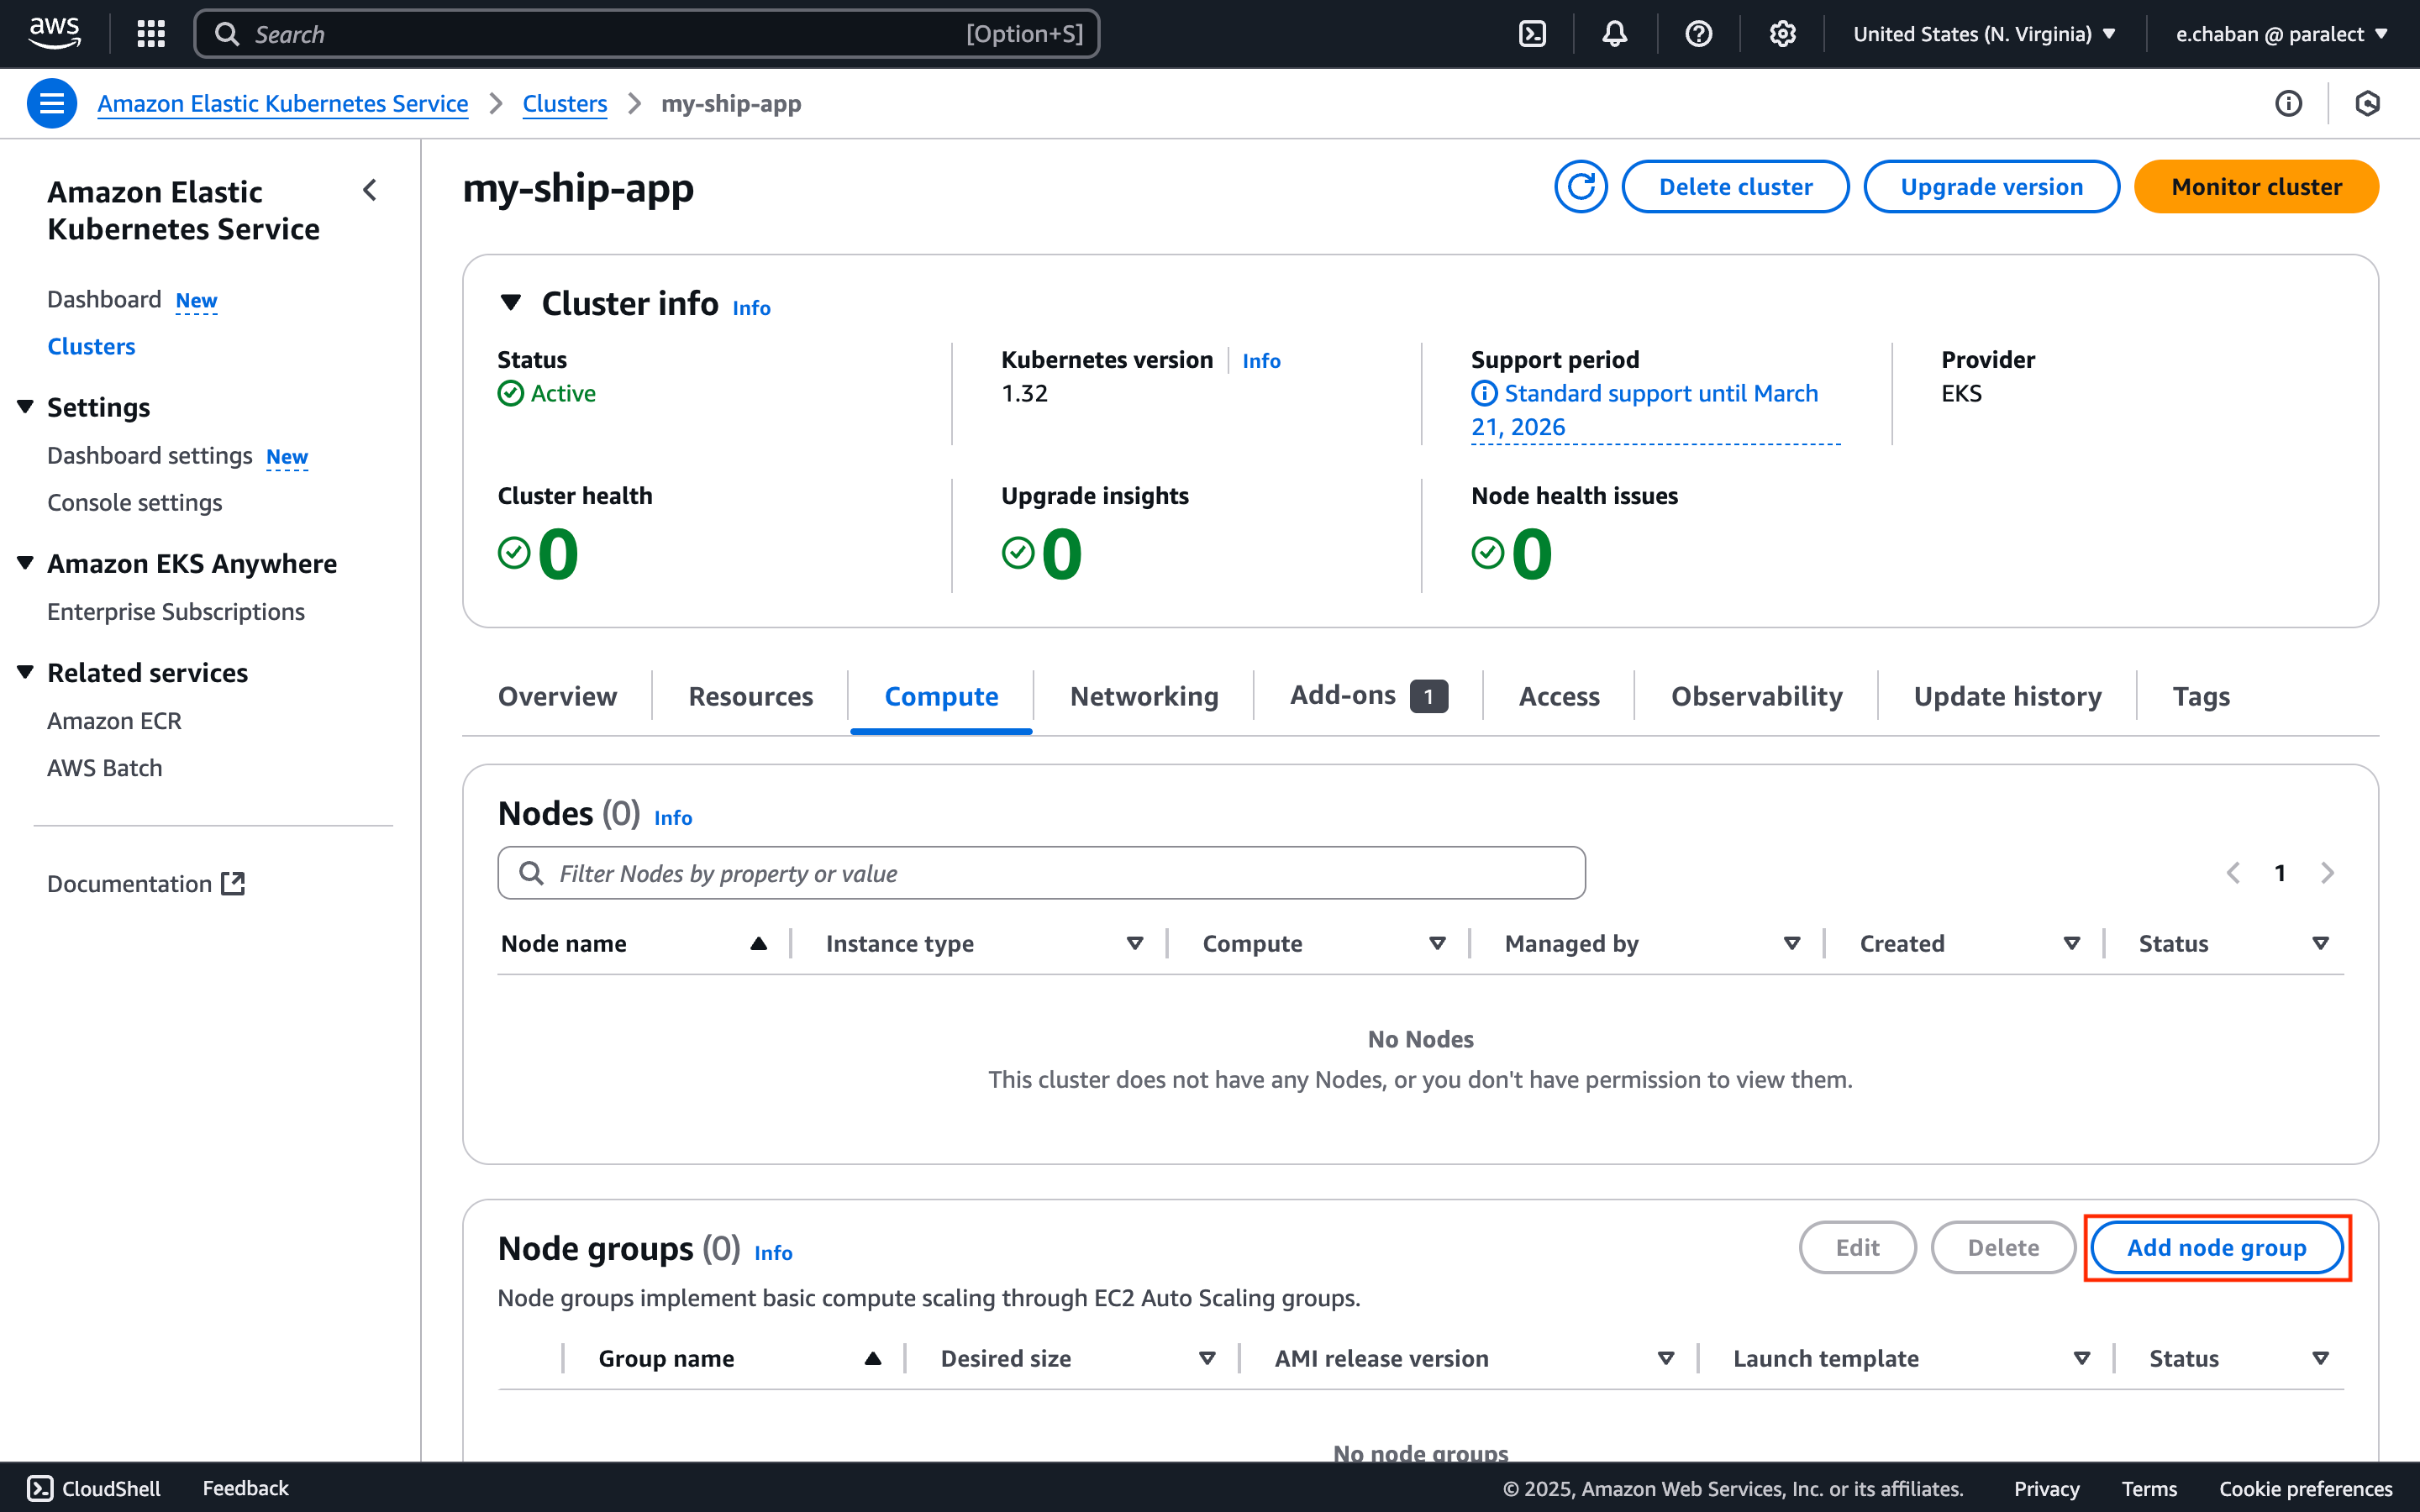 aws
Search [Option+S]
United States (N. Virginia)
e.chaban @ paralect
Amazon Elastic Kubernetes Service
Clusters
my-ship-app
Amazon Elastic
Kubernetes Service
Dashboard New
Clusters
Settings
Dashboard settings New
Console settings
Amazon EKS Anywhere
Enterprise Subscriptions
Related services
Amazon ECR
AWS Batch
Documentation
my-ship-app
Delete cluster
Upgrade version
Monitor cluster
Cluster info Info
Status
Active
Kubernetes version Info
1.32
Support period
Standard support until March
21, 2026
Provider
EKS
Cluster health
0
Upgrade insights
0
Node health issues
0
Overview
Resources
Compute
Networking
Add-ons 1
Access
Observability
Update history
Tags
Nodes (0) Info
Filter Nodes by property or value
1
Node name
Instance type
Compute
Managed by
Created
Status
No Nodes
This cluster does not have any Nodes, or you don't have permission to view them.
Node groups (0) Info
Edit
Delete
Add node group
Node groups implement basic compute scaling through EC2 Auto Scaling groups.
Group name
Desired size
AMI release version
Launch template
Status
No node groups
CloudShell
Feedback
© 2025, Amazon Web Services, Inc. or its affiliates.
Privacy
Terms
Cookie preferences